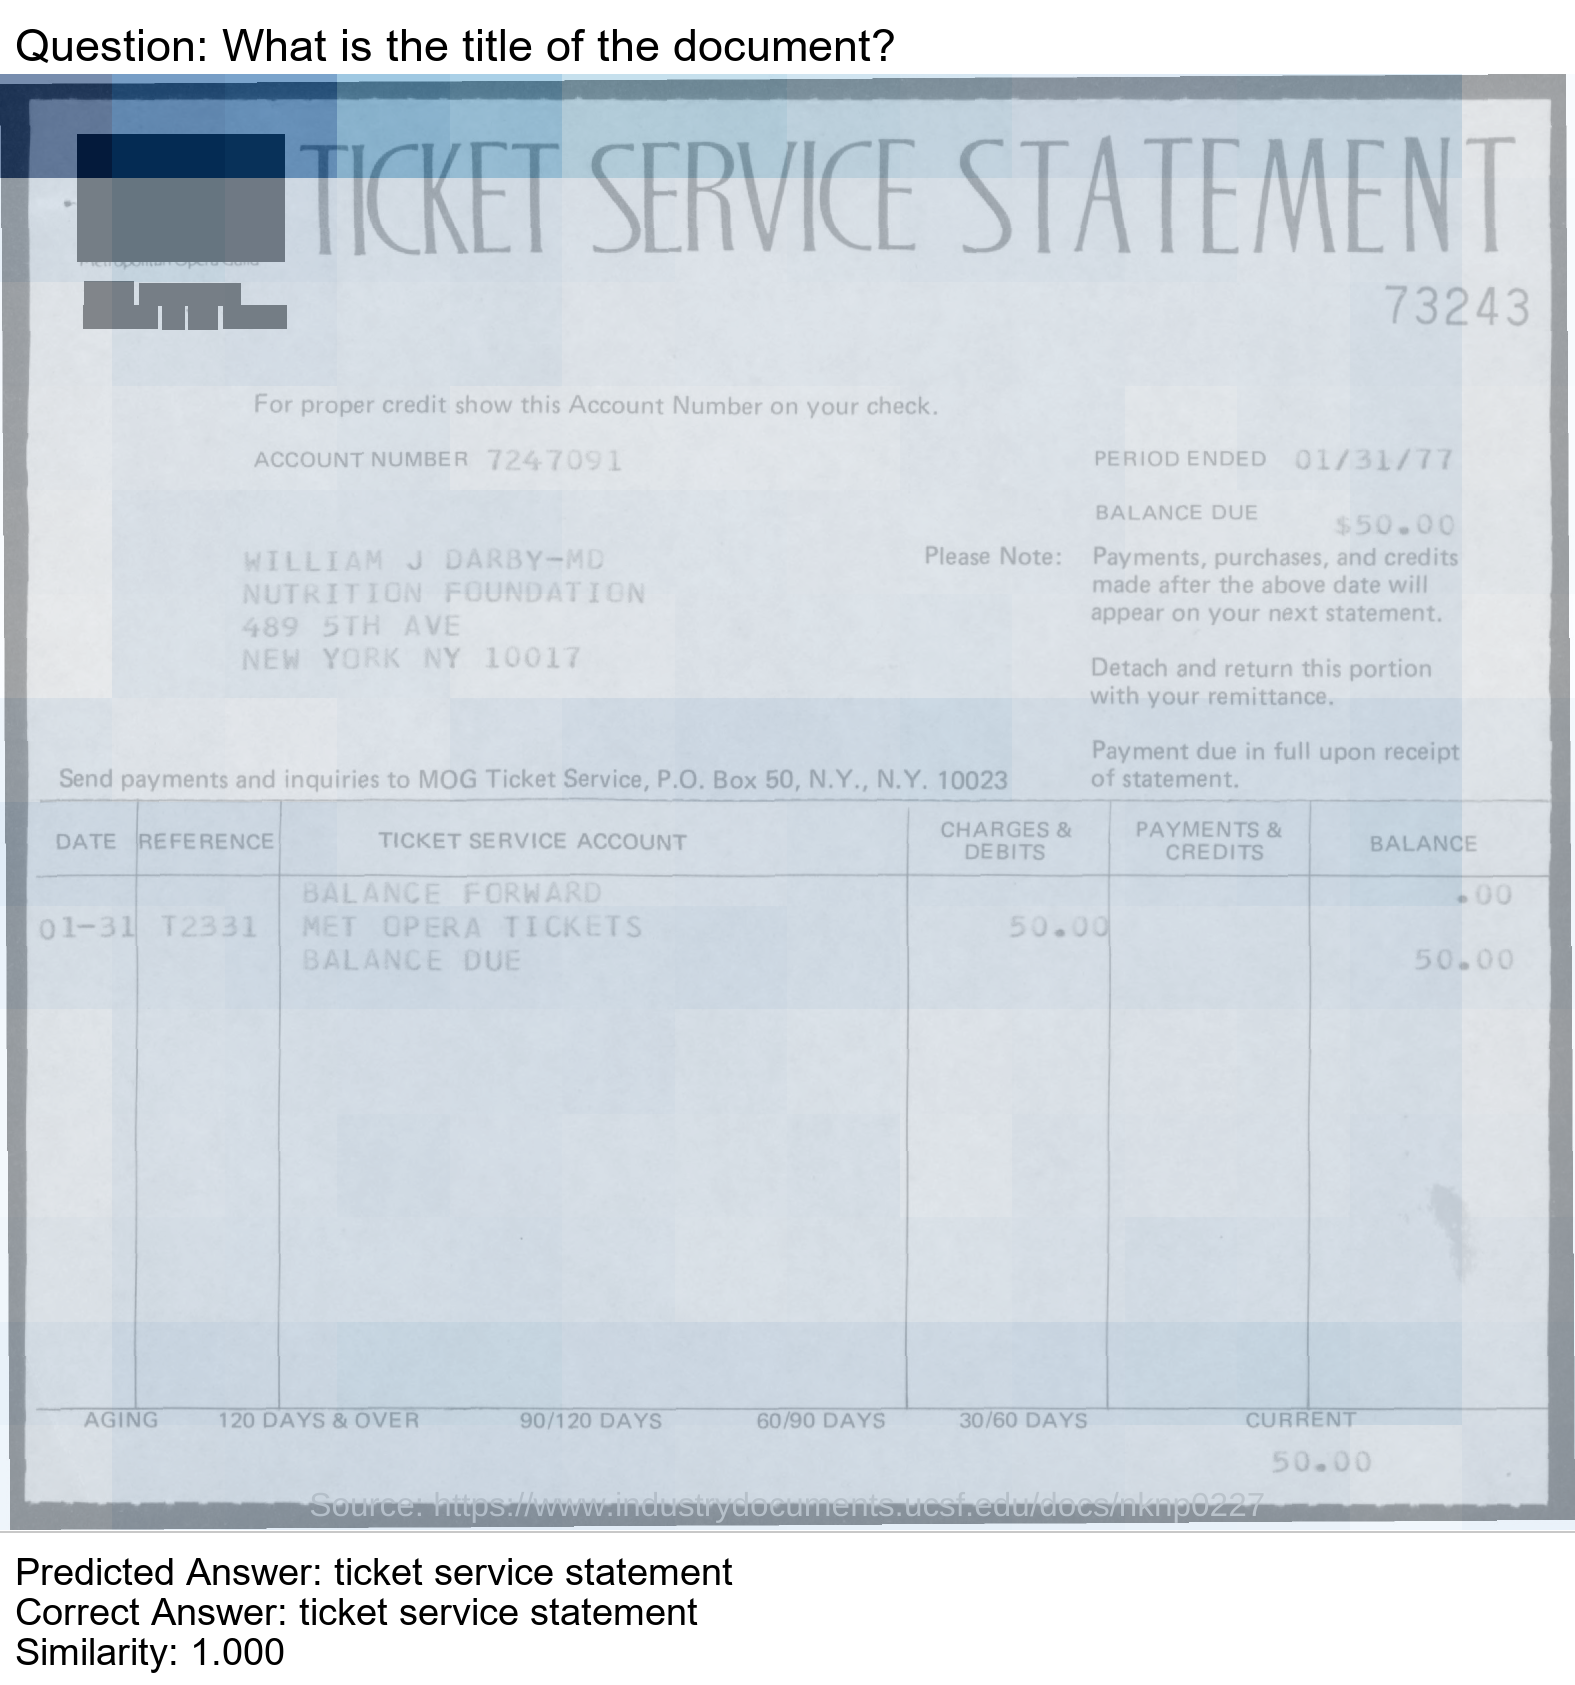 Question: What is the title of the document?
TICKET SERVICE STATEMENT
Metropolitan Opera Guild
73243
For proper credit show this Account Number on your check.
ACCOUNT NUMBER 7247091
PERIOD ENDED 01/31/77
BALANCE DUE $50.00
WILLIAM J DARBY-MD
NUTRITION FOUNDATION
489 5TH AVE
NEW YORK NY 10017
Please Note: Payments, purchases, and credits
made after the above date will
appear on your next statement.
Detach and return this portion
with your remittance.
Payment due in full upon receipt
of statement.
Send payments and inquiries to MOG Ticket Service, P.O. Box 50, N.Y., N.Y. 10023
DATE REFERENCE TICKET SERVICE ACCOUNT CHARGES & DEBITS PAYMENTS & CREDITS BALANCE
BALANCE FORWARD .00
01-31 T2331 MET OPERA TICKETS 50.00
BALANCE DUE 50.00
AGING 120 DAYS & OVER 90/120 DAYS 60/90 DAYS 30/60 DAYS CURRENT
50.00
Source: https://www.industrydocuments.ucsf.edu/docs/nknp0227
Predicted Answer: ticket service statement
Correct Answer: ticket service statement
Similarity: 1.000